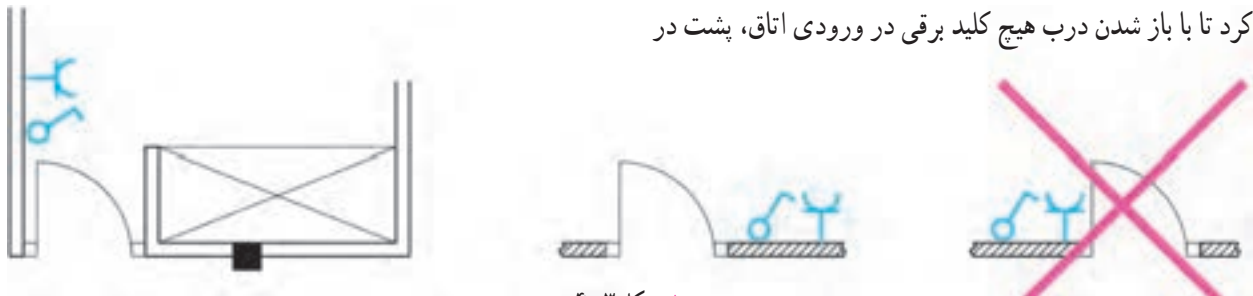 کرد تا با باز شدن درب هیچ کلید برقی در ورودی اتاق، پشت در